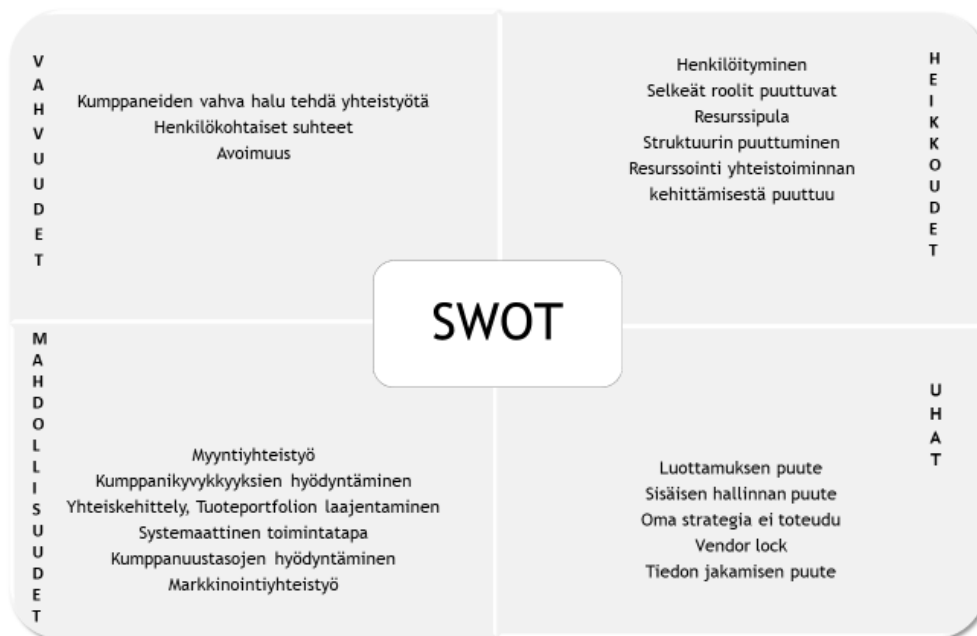 VAHVUUDET
Kumppaneiden vahva halu tehdä yhteistyötä
Henkilökohtaiset suhteet
Avoimuus
HEIKKOUDET
Henkilöityminen
Selkeät roolit puuttuvat
Resurssipula
Struktuurin puuttuminen
Resurssointi yhteistoiminnan
kehittämisestä puuttuu
SWOT
MAHDOLLISUUDET
Myyntiyhteistyö
Kumppanikyvykkyyksien hyödyntäminen
Yhteiskehittely, Tuoteportfolion laajentaminen
Systemaattinen toimintatapa
Kumppanuustasojen hyödyntäminen
Markkinointiyhteistyö
UHAT
Luottamuksen puute
Sisäisen hallinnan puute
Oma strategia ei toteudu
Vendor lock
Tiedon jakamisen puute